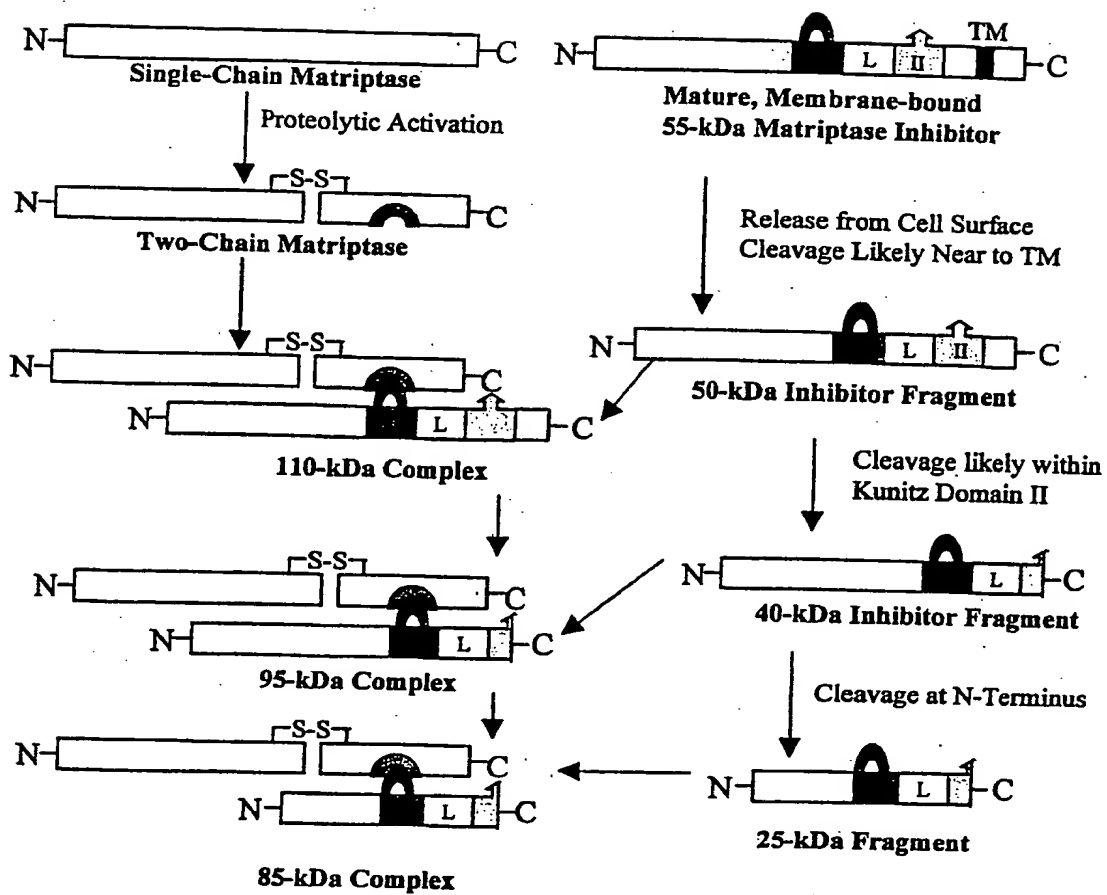 N C
Single-Chain Matriptase
Proteolytic Activation
S-S
N C
Two-Chain Matriptase
S-S
N C
N L C
110-kDa Complex
S-S
N C
N L C
95-kDa Complex
S-S
N C
N L C
85-kDa Complex
TM
N L II C
Mature, Membrane-bound
55-kDa Matriptase Inhibitor
Release from Cell Surface
Cleavage Likely Near to TM
N L II C
50-kDa Inhibitor Fragment
Cleavage likely within
Kunitz Domain II
N L C
40-kDa Inhibitor Fragment
Cleavage at N-Terminus
N L C
25-kDa Fragment